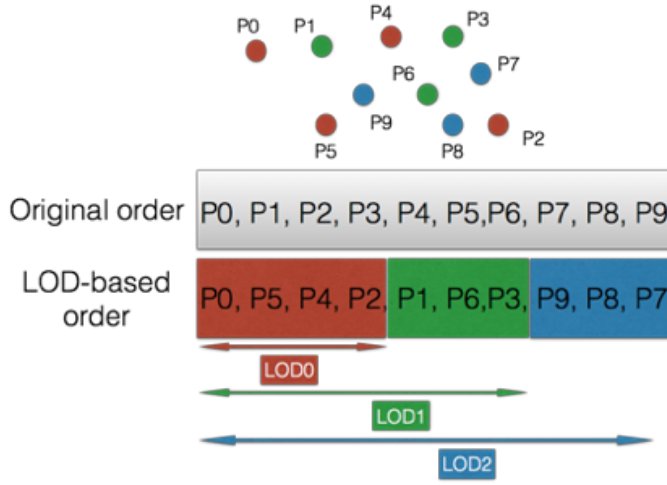 P0
P1
P4
P3
P7
P6
P9
P5
P8
P2
Original order
P0, P1, P2, P3, P4, P5,P6, P7, P8, P9
LOD-based
order
P0, P5, P4, P2, P1, P6,P3, P9, P8, P7
LOD0
LOD1
LOD2